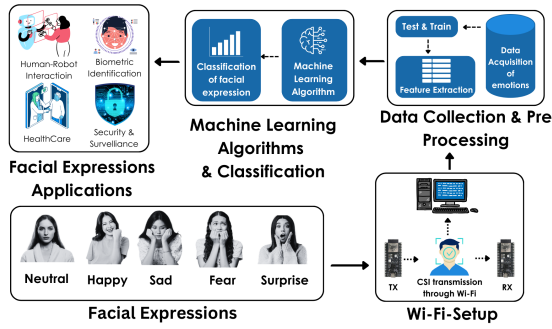 Human-Robot
Interactioin
Biometric
Identification
HealthCare
Security &
Survelliance
Facial Expressions
Applications
Classification
of facial
expression
Machine
Learning
Algorithm
Machine Learning
Algorithms
& Classification
Test & Train
Feature Extraction
Data
Acquisition
of
emotions
Data Collection & Pre
Processing
Neutral
Happy
Sad
Fear
Surprise
Facial Expressions
TX
CSI transmission
through Wi-Fi
RX
Wi-Fi-Setup